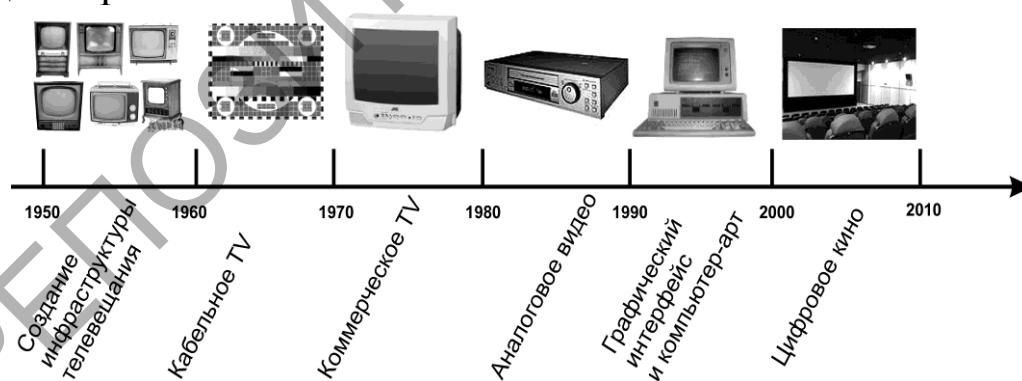 1950
1960
1970
1980
1990
2000
2010
Создание
инфраструктуры
телевещания
Кабельное TV
Коммерческое TV
Аналоговое видео
Графический
интерфейс
и компьютер-арт
Цифровое кино